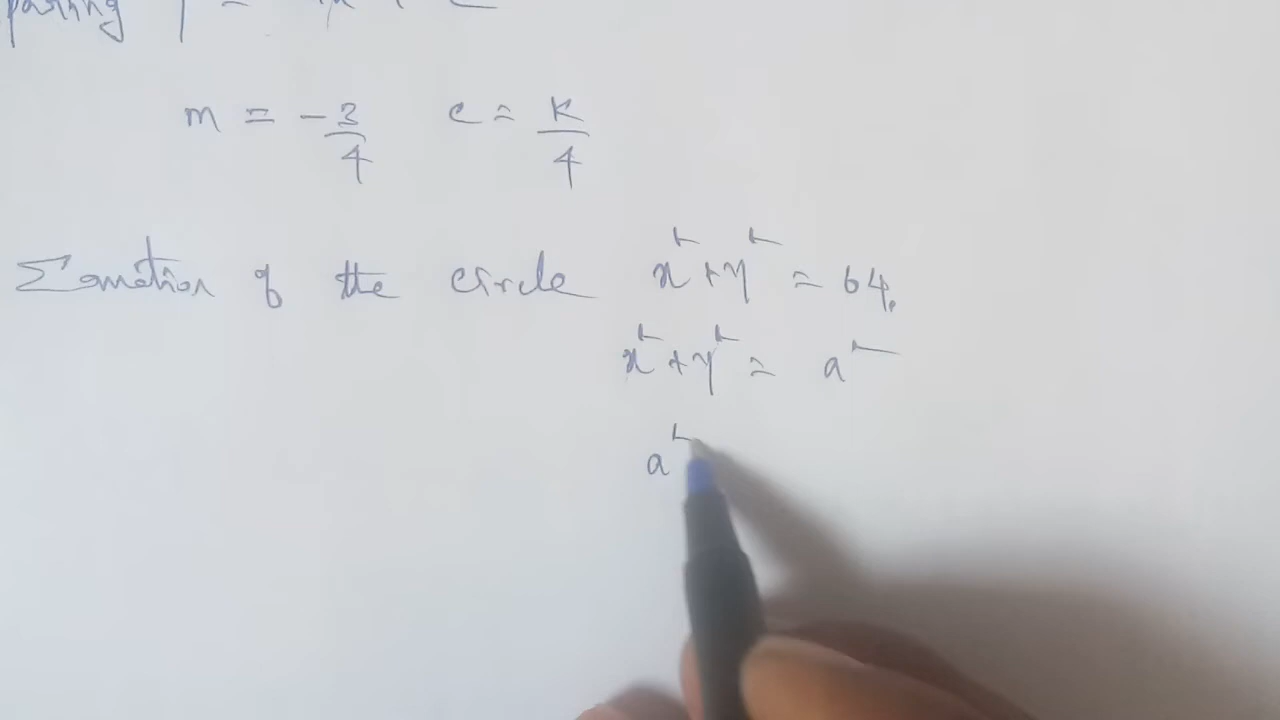 m = -3/4 c = K/4
Equation of the circle x² + y² = 64.
x² + y² = a²
a²